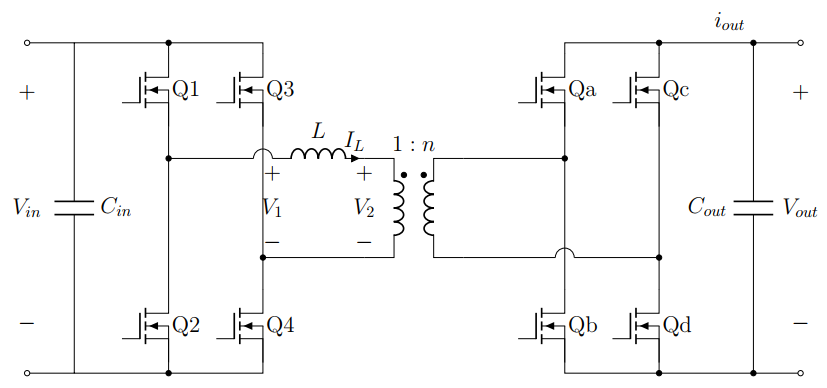 i_{out}
+ Q1 Q3 Qa Qc +
L I_L 1 : n
+ +
V_{in} C_{in} V_1 V_2 C_{out} V_{out}
− −
− Q2 Q4 Qb Qd −